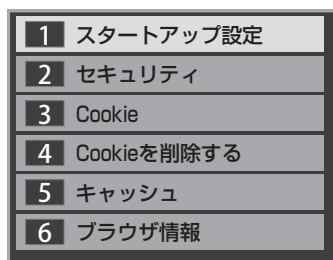 1 スタートアップ設定
2 セキュリティ
3 Cookie
4 Cookieを削除する
5 キャッシュ
6 ブラウザ情報